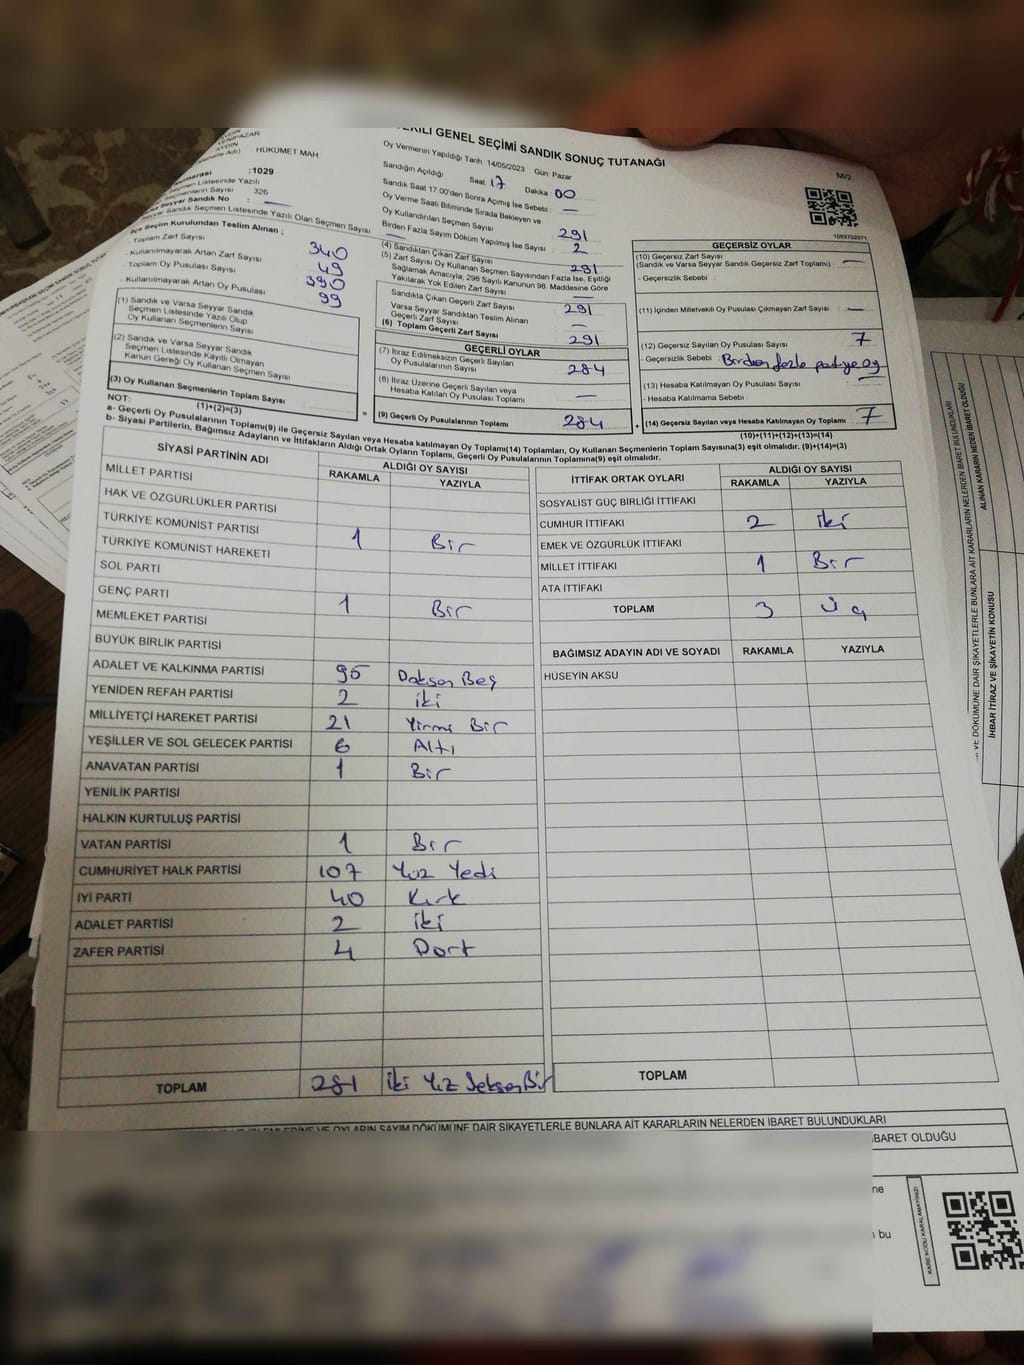 EKİLİ GENEL SEÇİMİ SANDIK SONUÇ TUTANAĞI
AYDIN
HÜKÜMET MAH
:1029
Seçmen Listesinde Yazılı
Seçmenlerin Sayısı 326
Seyyar Sandık No : —
Seyyar Sandık Seçmen Listesinde Yazılı Olan Seçmen Sayısı
İlçe Seçim Kurulundan Teslim Alınan ;
Toplam Zarf Sayısı 340
- Kullanılmayarak Artan Zarf Sayısı 49
- Toplam Oy Pusulası Sayısı 390
- Kullanılmayarak Artan Oy Pusulası 99
(1) Sandık ve Varsa Seyyar Sandık
Seçmen Listesinde Yazılı Olup
Oy Kullanan Seçmenlerin Sayısı
(2) Sandık ve Varsa Seyyar Sandık
Seçmen Listesinde Kayıtlı Olmayan
Kanun Gereği Oy Kullanan Seçmen Sayısı
(3) Oy Kullanan Seçmenlerin Toplam Sayısı
(1)+(2)=(3)
Oy Vermenin Yapıldığı Tarih :14/05/2023 Gün: Pazar
Sandığın Açıldığı Saat: 17 Dakika: 00
Sandık Saat 17:00'den Sonra Açımış İse Sebebi : —
Oy Verme Saati Bitiminde Sırada Bekleyen ve
Oy Kullandırılan Seçmen Sayısı
Birden Fazla Sayım Döküm Yapılmış İse Sayısı
291
(4) Sandıktan Çıkan Zarf Sayısı 2
(5) Zarf Sayısı Oy Kullanan Seçmen Sayısından Fazla İse, Eşitliği 291
Sağlamak Amacıyla, 298 Sayılı Kanunun 98. Maddesine Göre
Yakılarak Yok Edilen Zarf Sayısı —
Sandıkta Çıkan Geçerli Zarf Sayısı 291
Varsa Seyyar Sandıktan Teslim Alınan
Geçerli Zarf Sayısı —
(6) Toplam Geçerli Zarf Sayısı 291
GEÇERLİ OYLAR
(7) İtiraz Edilmeksizin Geçerli Sayılan
Oy Pusulalarının Sayısı 284
(8) İtiraz Üzerine Geçerli Sayılan veya
Hesaba Katılan Oy Pusulası Toplamı —
(9) Geçerli Oy Pusulalarının Toplamı 284
M/2
1083702071
GEÇERSİZ OYLAR
(10) Geçersiz Zarf Sayısı
(Sandık ve Varsa Seyyar Sandık Geçersiz Zarf Toplamı) —
- Geçersizlik Sebebi
(11) İçinden Milletvekili Oy Pusulası Çıkmayan Zarf Sayısı —
(12) Geçersiz Sayılan Oy Pusulası Sayısı 7
- Geçersizlik Sebebi Birden fazla partiye oy
(13) Hesaba Katılmayan Oy Pusulası Sayısı —
- Hesaba Katılmama Sebebi :
(14) Geçersiz Sayılan veya Hesaba Katılmayan Oy Toplamı : 7
(10)+(11)+(12)+(13)=(14)
NOT:
a- Geçerli Oy Pusulalarının Toplamı(9) ile Geçersiz Sayılan veya Hesaba katılmayan Oy Toplamı(14) Toplamları, Oy Kullanan Seçmenlerin Toplam Sayısına(3) eşit olmalıdır. (9)+(14)=(3)
b- Siyasi Partilerin, Bağımsız Adayların ve İttifakların Aldığı Ortak Oyların Toplamı, Geçerli Oy Pusulalarının Toplamına(9) eşit olmalıdır.
SİYASİ PARTİNİN ADI ALDIĞI OY SAYISI
RAKAMLA YAZIYLA
MİLLET PARTİSİ
HAK VE ÖZGÜRLÜKLER PARTİSİ
TÜRKİYE KOMÜNİST PARTİSİ 1 Bir
TÜRKİYE KOMÜNİST HAREKETİ
SOL PARTİ
GENÇ PARTİ 1 Bir
MEMLEKET PARTİSİ
BÜYÜK BİRLİK PARTİSİ
ADALET VE KALKINMA PARTİSİ 95 Doksan Beş
YENİDEN REFAH PARTİSİ 2 iki
MİLLİYETÇİ HAREKET PARTİSİ 21 Yirmi Bir
YEŞİLLER VE SOL GELECEK PARTİSİ 6 Altı
ANAVATAN PARTİSİ 1 Bir
YENİLİK PARTİSİ
HALKIN KURTULUŞ PARTİSİ
VATAN PARTİSİ 1 Bir
CUMHURİYET HALK PARTİSİ 107 Yüz Yedi
İYİ PARTİ 40 Kırk
ADALET PARTİSİ 2 iki
ZAFER PARTİSİ 4 Dört
TOPLAM 281 iki Yüz Seksen Bir
İTTİFAK ORTAK OYLARI ALDIĞI OY SAYISI
RAKAMLA YAZIYLA
SOSYALİST GÜÇ BİRLİĞİ İTTİFAKI
CUMHUR İTTİFAKI 2 iki
EMEK VE ÖZGÜRLÜK İTTİFAKI
MİLLET İTTİFAKI 1 Bir
ATA İTTİFAKI
TOPLAM 3 Üç
BAĞIMSIZ ADAYIN ADI VE SOYADI RAKAMLA YAZIYLA
HÜSEYİN AKSU
TOPLAM
İŞLEMLERİNE VE OYLARIN SAYIM DÖKÜMÜNE DAİR ŞİKAYETLERLE BUNLARA AİT KARARLARIN NELERDEN İBARET BULUNDUKLARI
İBARET OLDUĞU
ne
bu
KARE KODU KARALAMAYINIZ!
VE DÖKÜMÜNE DAİR ŞİKAYETLERLE BUNLARA AİT KARARLARIN NELERDEN İBARET BULUNDUKLARI
İHBAR İTİRAZ VE ŞİKAYETİN KONUSU
ALINAN KARARIN NEDEN İBARET OLDUĞU